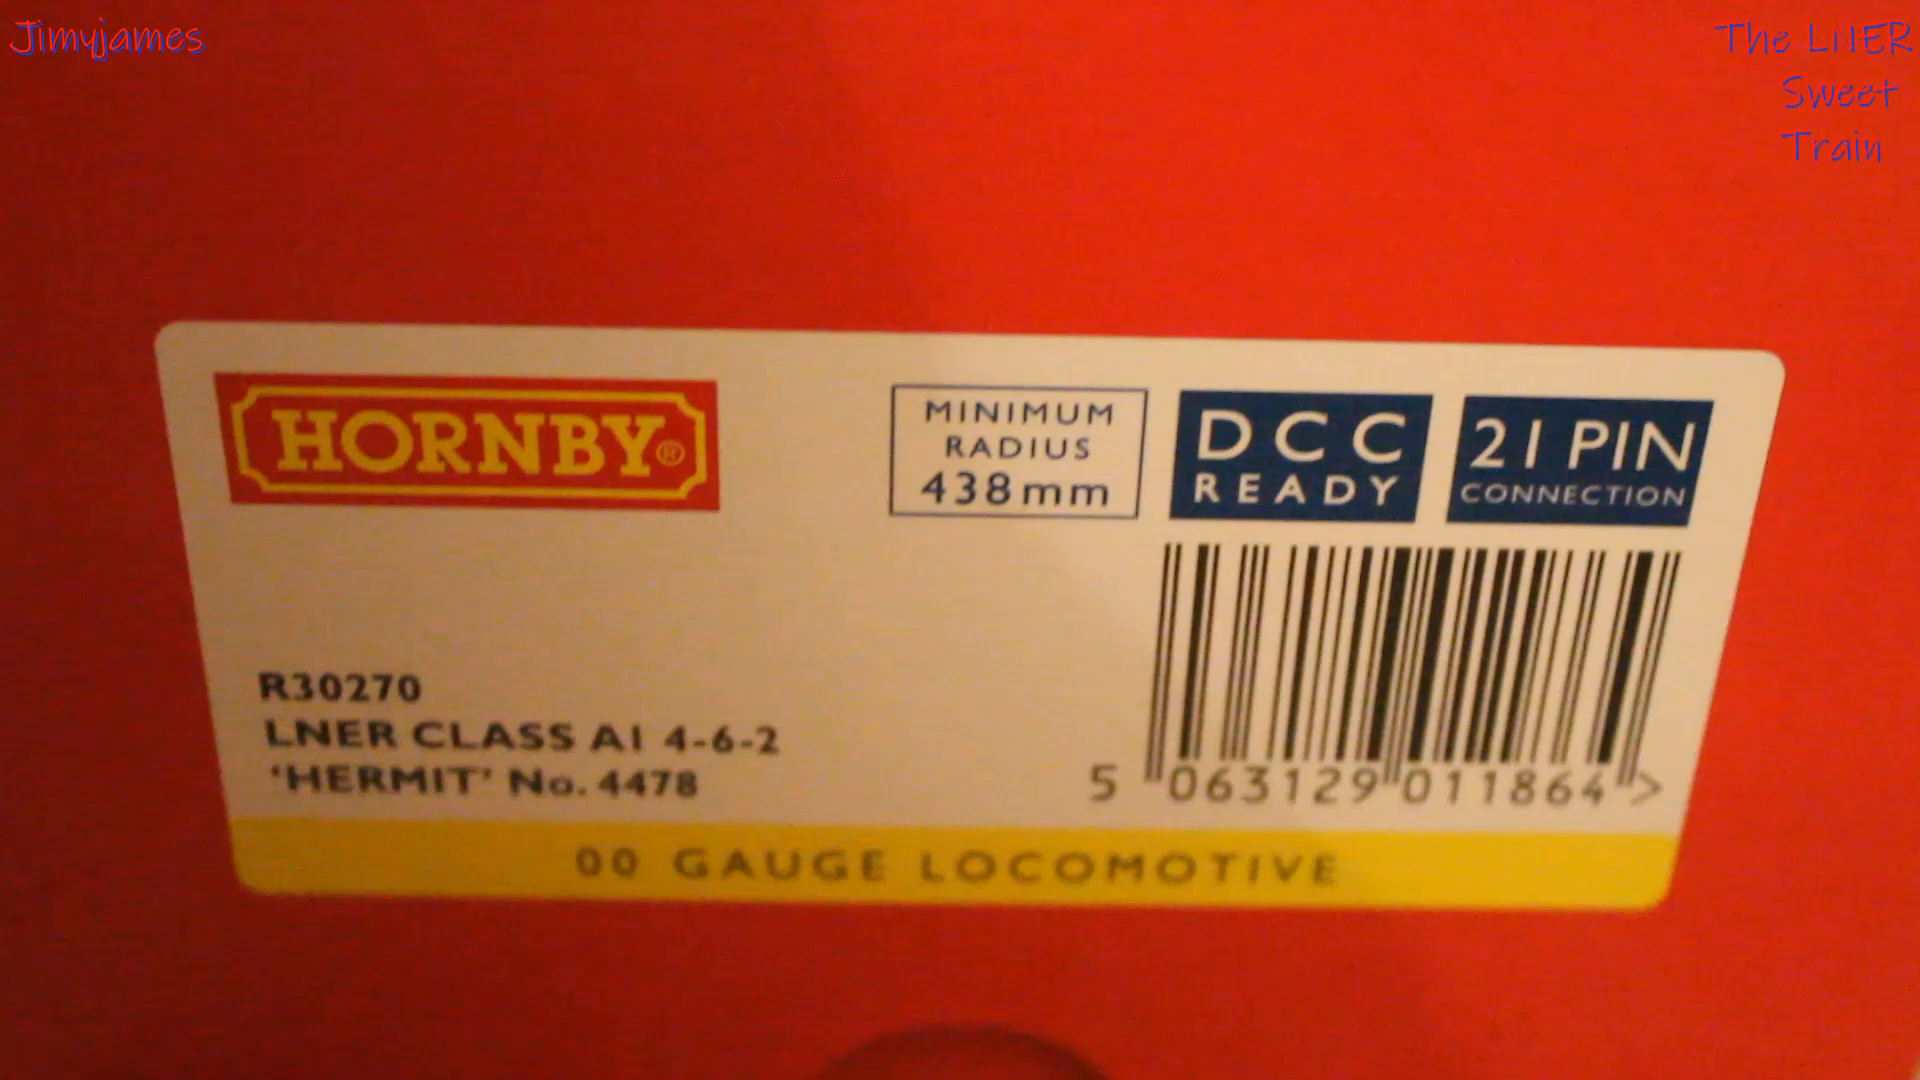 Jimyjames
The LNER
Sweet
Train
HORNBY®
MINIMUM
RADIUS
438mm
DCC
READY
21 PIN
CONNECTION
R30270
LNER CLASS A1 4-6-2
'HERMIT' No. 4478
5 063129 011864 >
00 GAUGE LOCOMOTIVE